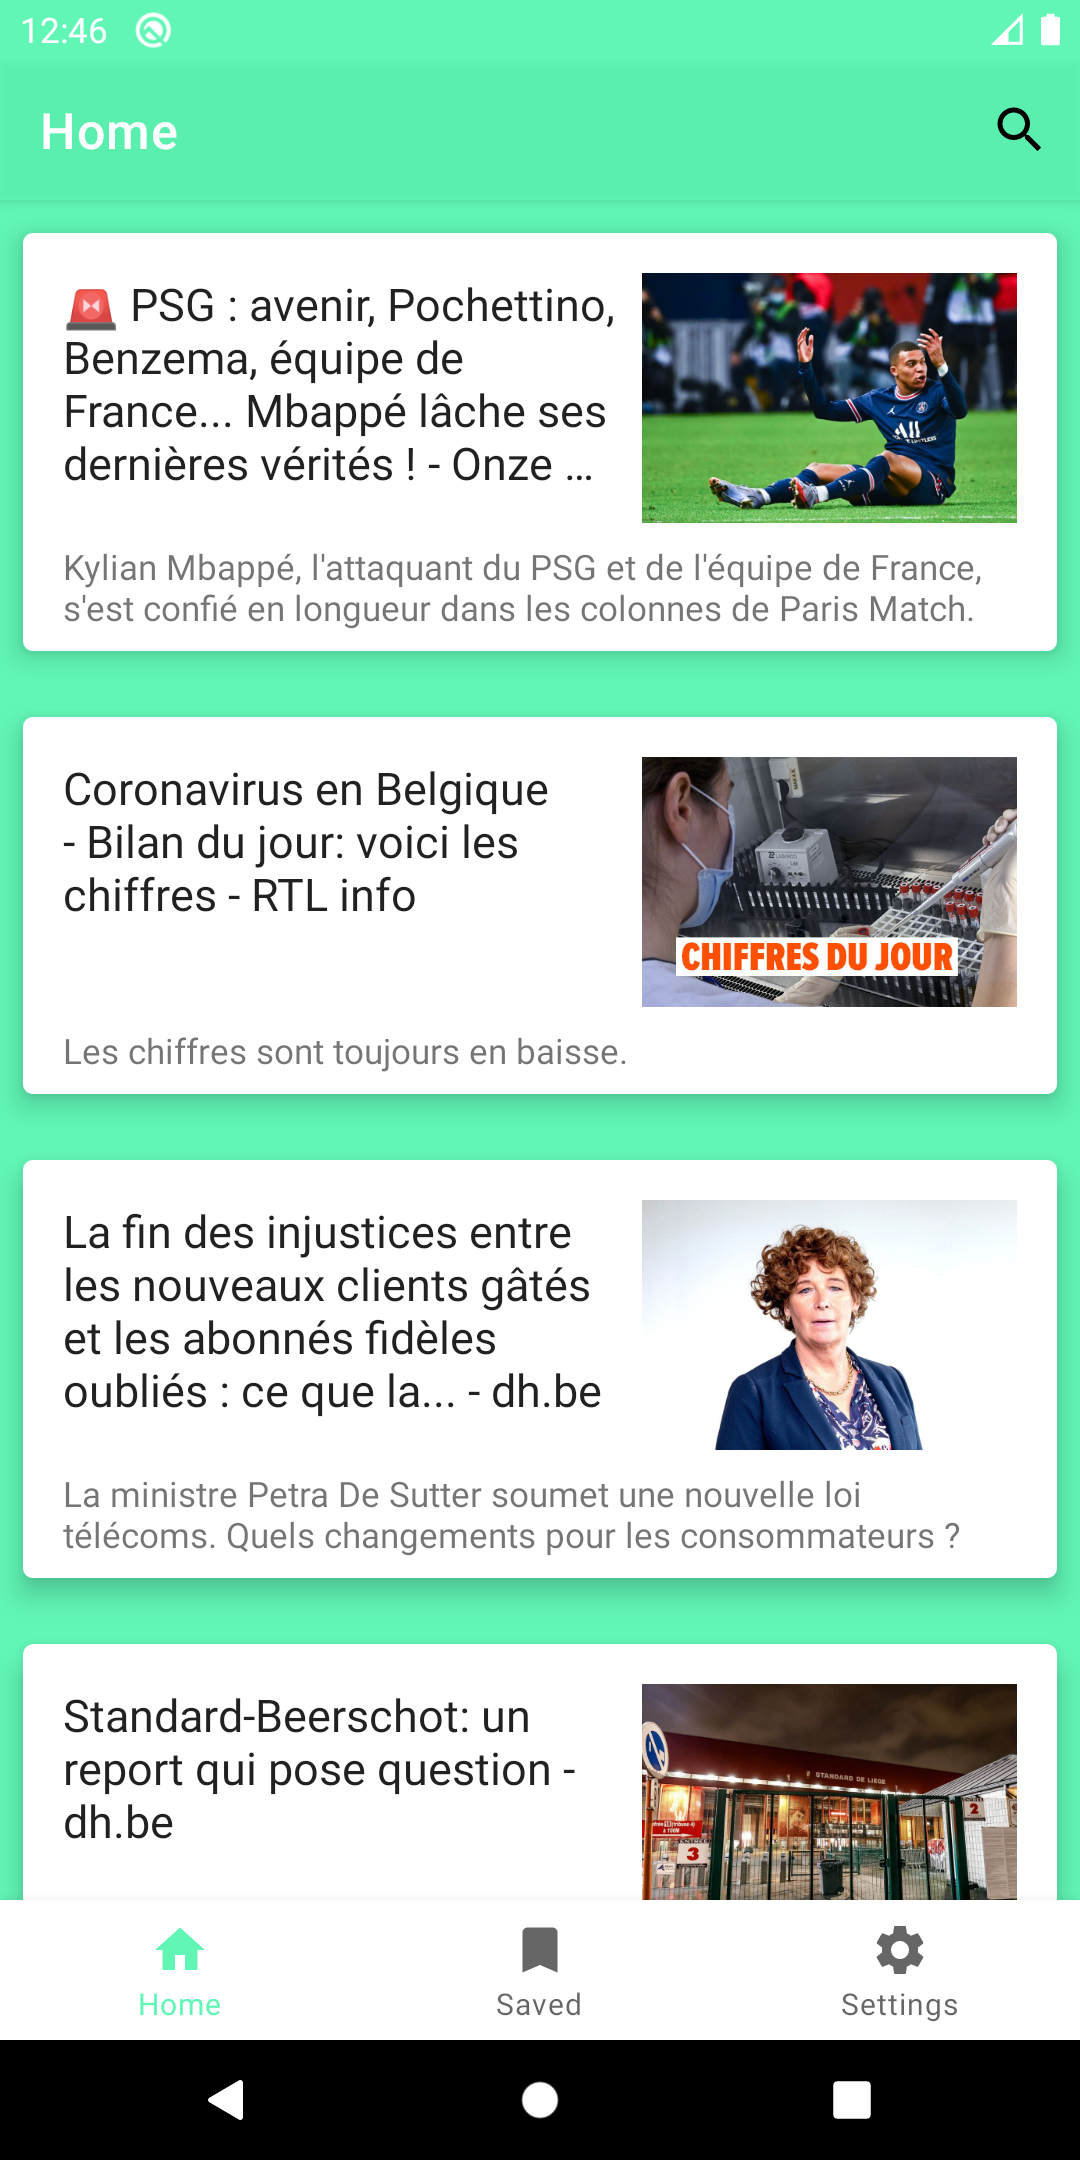 12:46
Home
PSG : avenir, Pochettino,
Benzema, équipe de
France... Mbappé lâche ses
dernières vérités ! - Onze ...
Kylian Mbappé, l'attaquant du PSG et de l'équipe de France,
s'est confié en longueur dans les colonnes de Paris Match.
Coronavirus en Belgique
- Bilan du jour: voici les
chiffres - RTL info
CHIFFRES DU JOUR
Les chiffres sont toujours en baisse.
La fin des injustices entre
les nouveaux clients gâtés
et les abonnés fidèles
oubliés : ce que la... - dh.be
La ministre Petra De Sutter soumet une nouvelle loi
télécoms. Quels changements pour les consommateurs ?
Standard-Beerschot: un
report qui pose question -
dh.be
STANDARD DE LIEGE
2
3
Home
Saved
Settings